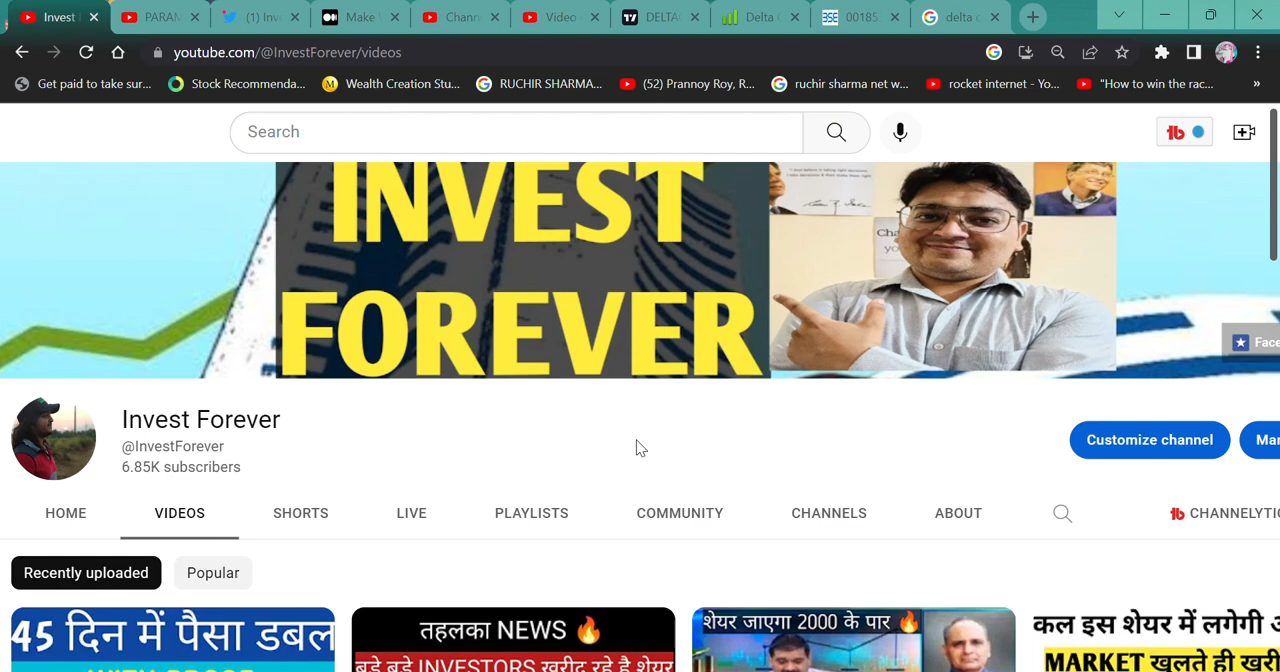 Invest
PARAM
(1) Inv
Make
Chann
Video
DELTA
Delta
00185
delta c
youtube.com/@InvestForever/videos
Get paid to take sur...
Stock Recommenda...
Wealth Creation Stu...
RUCHIR SHARMA...
(52) Prannoy Roy, R...
ruchir sharma net w...
rocket internet - Yo...
"How to win the rac...
Search
INVEST
FOREVER
Face
Invest Forever
@InvestForever
6.85K subscribers
Customize channel
Mar
HOME
VIDEOS
SHORTS
LIVE
PLAYLISTS
COMMUNITY
CHANNELS
ABOUT
CHANNELYTIC
Recently uploaded
Popular
45 दिन में पैसा डबल
तहलका NEWS
बड़े बड़े INVESTORS खरीद रहे है शेयर
शेयर जाएगा 2000 के पार
कल इस शेयर में लगेगी
MARKET खुलते ही खरी